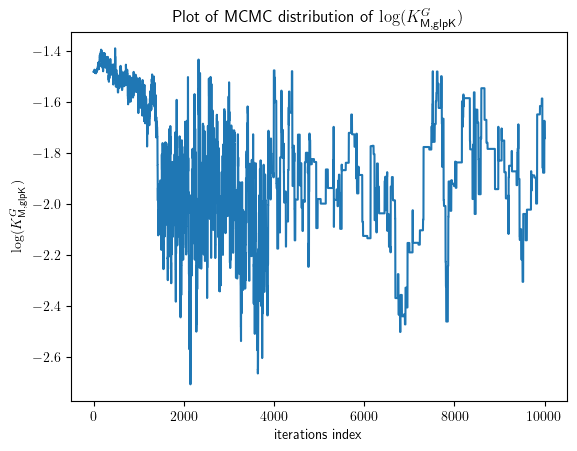 Plot of MCMC distribution of log(K^G_M,glpK)
−1.4
−1.6
−1.8
−2.0
−2.2
−2.4
−2.6
log(K^G_M,glpK)
0 2000 4000 6000 8000 10000
iterations index